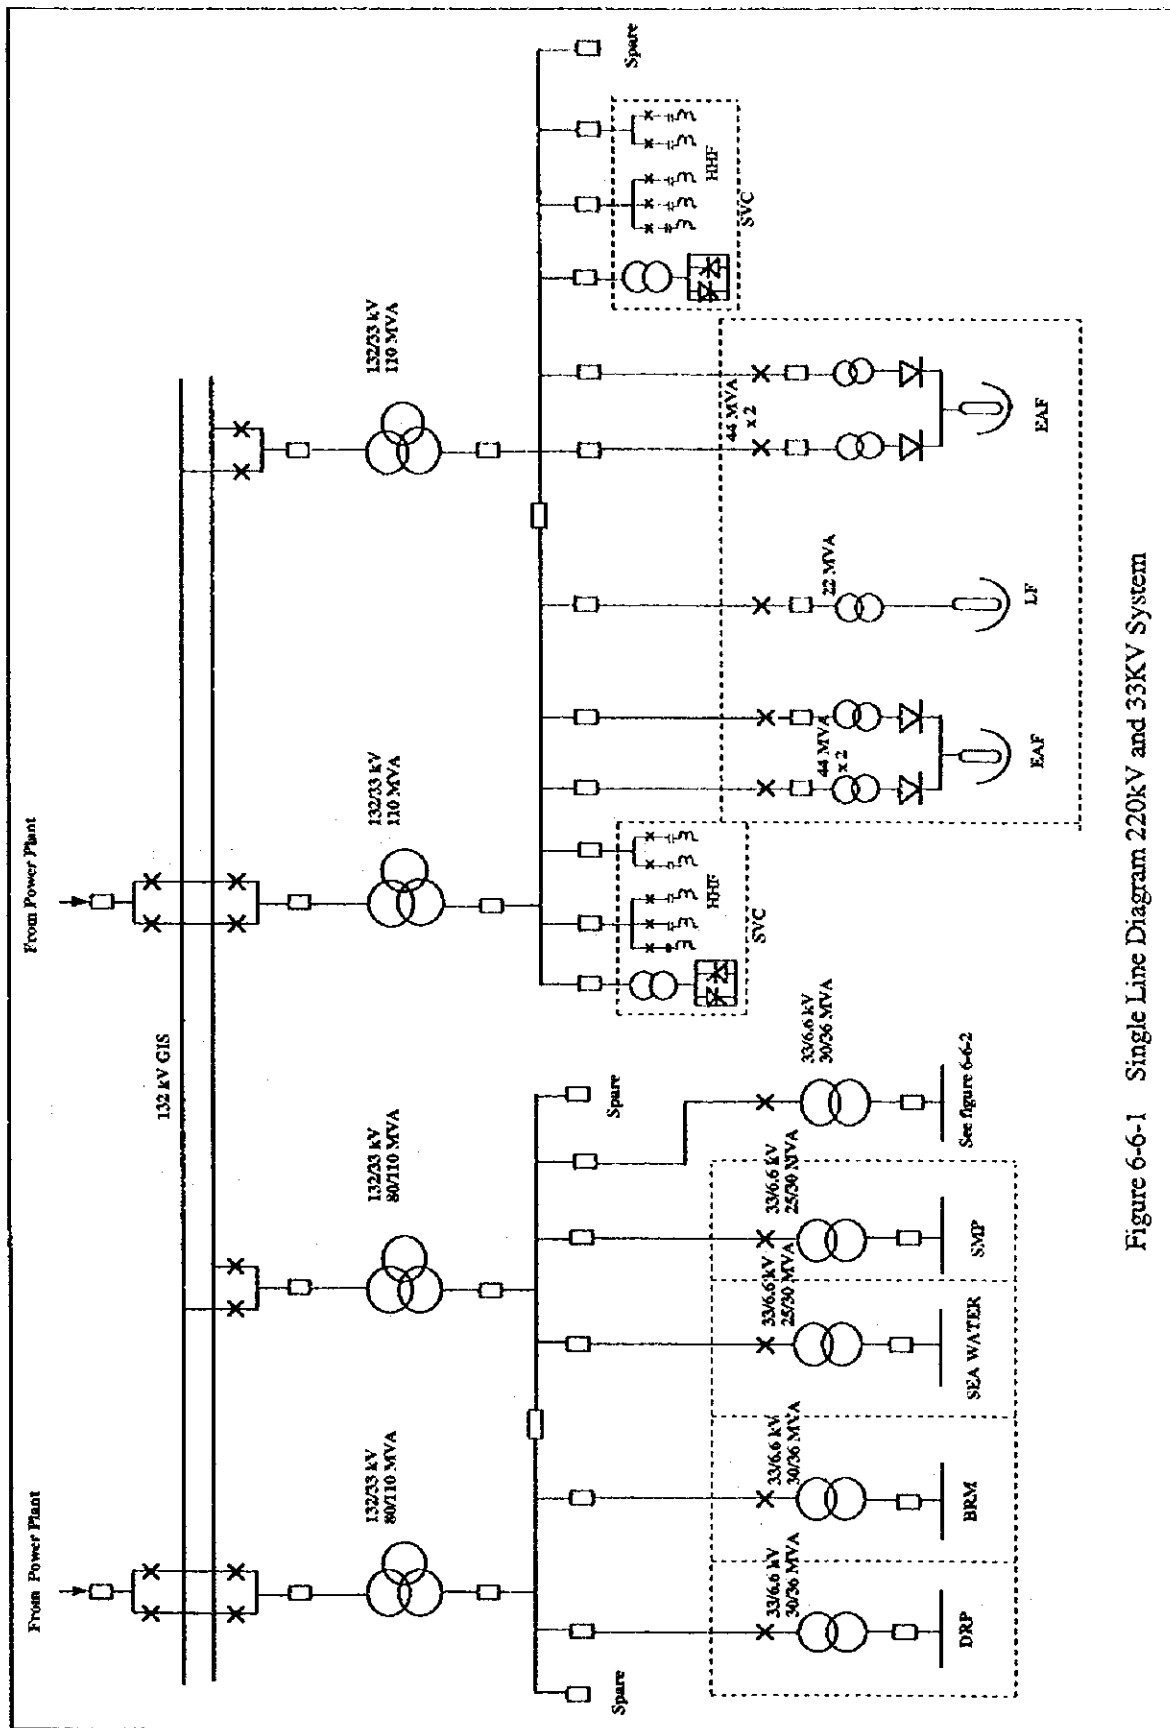 From Power Plant
From Power Plant
132 kV GIS
132/33 kV
80/110 MVA
132/33 kV
80/110 MVA
132/33 kV
110 MVA
132/33 kV
110 MVA
Spare
Spare
Spare
33/6.6 kV
30/36 MVA
33/6.6 kV
30/36 MVA
33/6.6 kV
25/30 MVA
33/6.6 kV
25/30 MVA
33/6.6 kV
30/36 MVA
DRP
BRM
SEA WATER
SMP
See figure 6-6-2
HHF
SVC
HHF
SVC
44 MVA
x 2
22 MVA
44 MVA
x 2
EAF
LF
EAF
Figure 6-6-1 Single Line Diagram 220kV and 33KV System